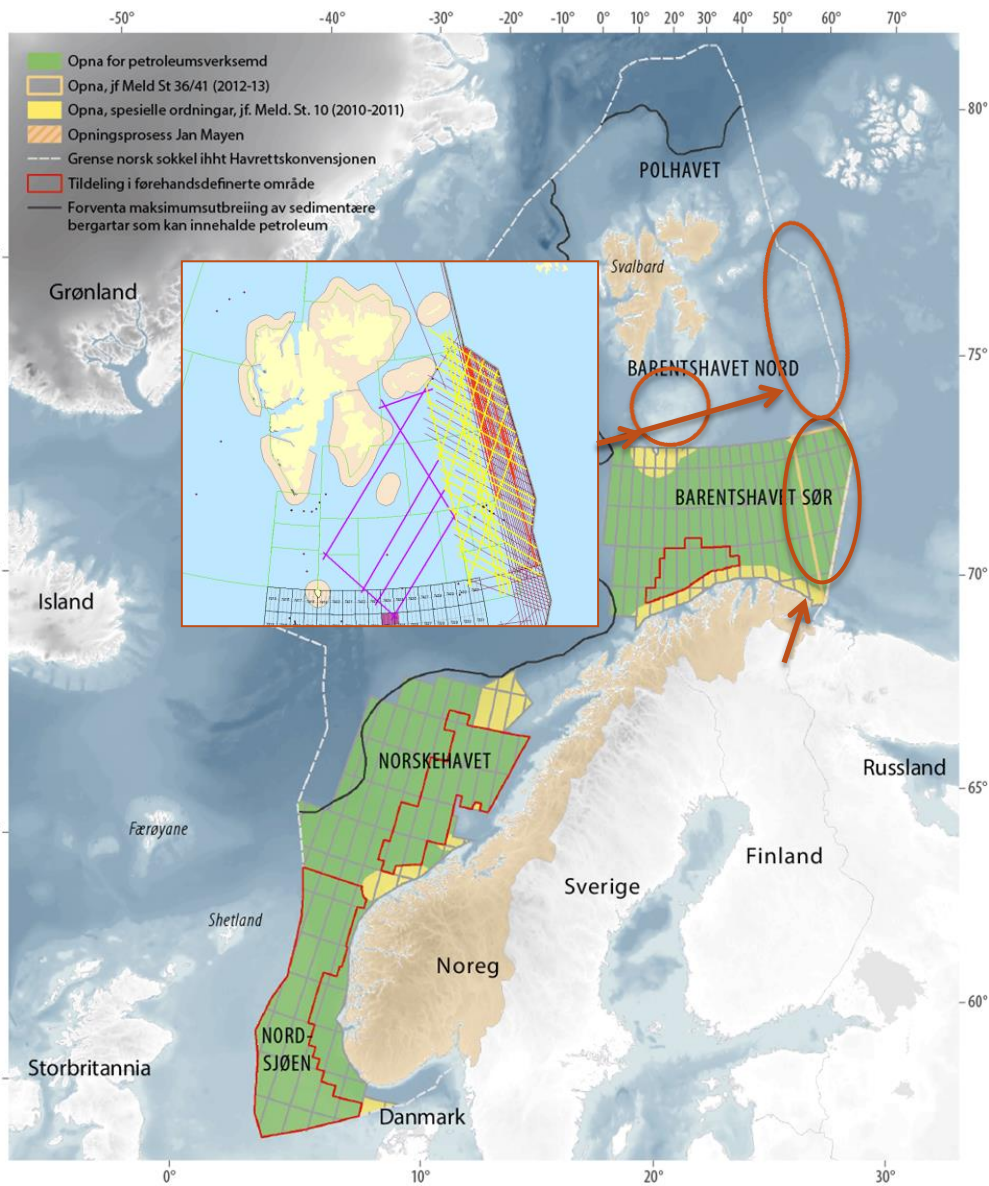 -50° -40° -30° -20° -10° 0° 10° 20° 30° 40° 50° 60° 70°
Opna for petroleumsverksemd
Opna, jf Meld St 36/41 (2012-13)
Opna, spesielle ordningar, jf. Meld. St. 10 (2010-2011)
Opningsprosess Jan Mayen
Grense norsk sokkel ihht Havrettskonvensjonen
Tildeling i førehandsdefinerte område
Forventa maksimumsutbreiing av sedimentære
bergartar som kan innehalde petroleum
80°
POLHAVET
Svalbard
Grønland
75°
BARENTSHAVET NORD
BARENTSHAVET SØR
70°
Island
NORSKEHAVET
Russland
65°
Færøyane
Finland
Sverige
Shetland
Noreg
60°
NORD-
SJØEN
Storbritannia
Danmark
0° 10° 20° 30°